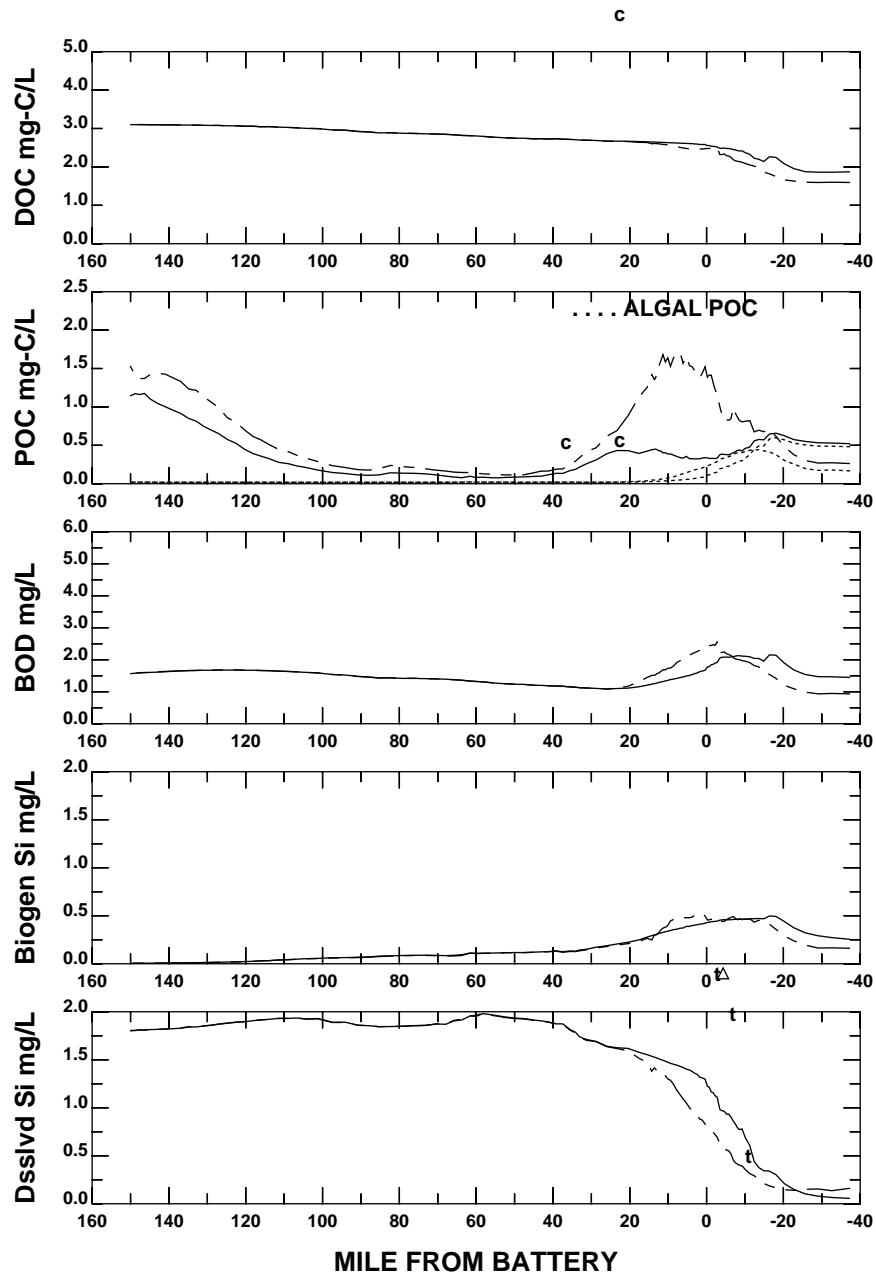 c
5.0
4.0
3.0
2.0
1.0
0.0
DOC mg-C/L
160 140 120 100 80 60 40 20 0 -20 -40
2.5
2.0
1.5
1.0
0.5
0.0
POC mg-C/L
. . . . ALGAL POC
c c
160 140 120 100 80 60 40 20 0 -20 -40
6.0
5.0
4.0
3.0
2.0
1.0
0.0
BOD mg/L
160 140 120 100 80 60 40 20 0 -20 -40
2.0
1.5
1.0
0.5
0.0
Biogen Si mg/L
160 140 120 100 80 60 40 20 0 -20 -40
t
t
2.0
1.5
1.0
0.5
0.0
Dsslvd Si mg/L
t
160 140 120 100 80 60 40 20 0 -20 -40
MILE FROM BATTERY